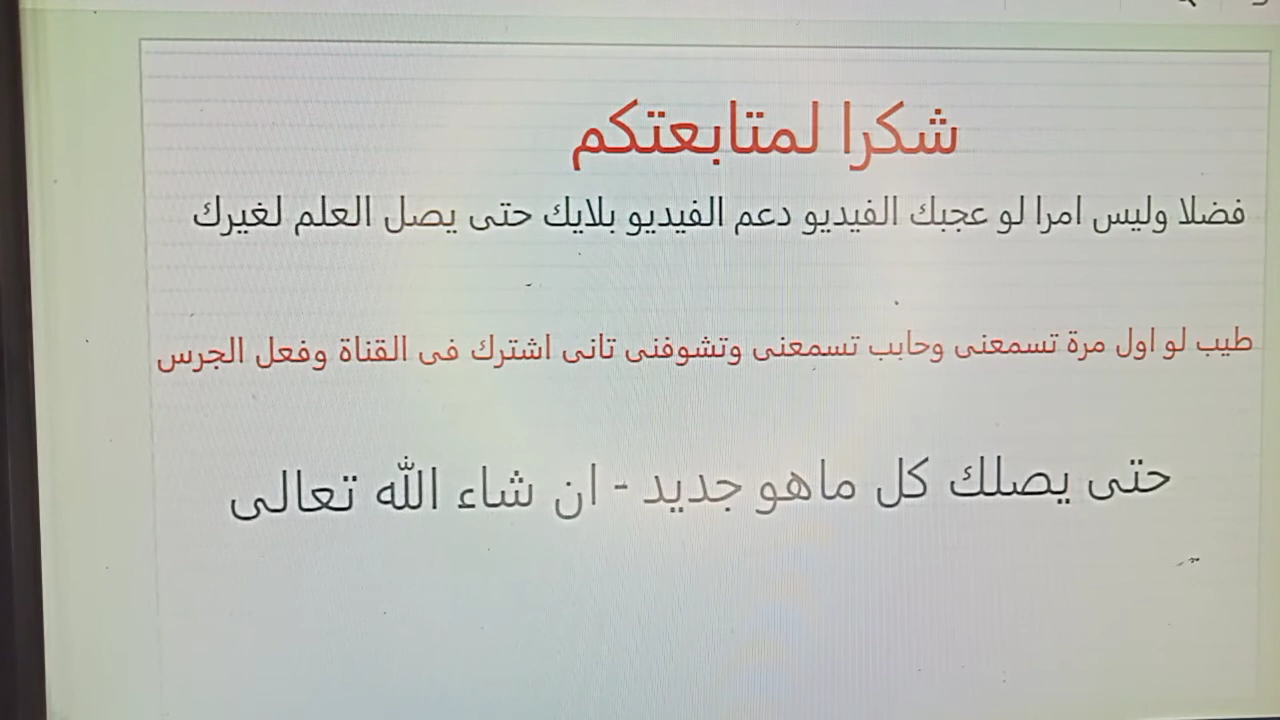 شكرا لمتابعتكم
فضلا وليس امرا لو عجبك الفيديو دعم الفيديو بلايك حتى يصل العلم لغيرك
طيب لو اول مرة تسمعنى وحابب تسمعنى وتشوفنى تانى اشترك فى القناة وفعل الجرس
حتى يصلك كل ماهو جديد - ان شاء الله تعالى